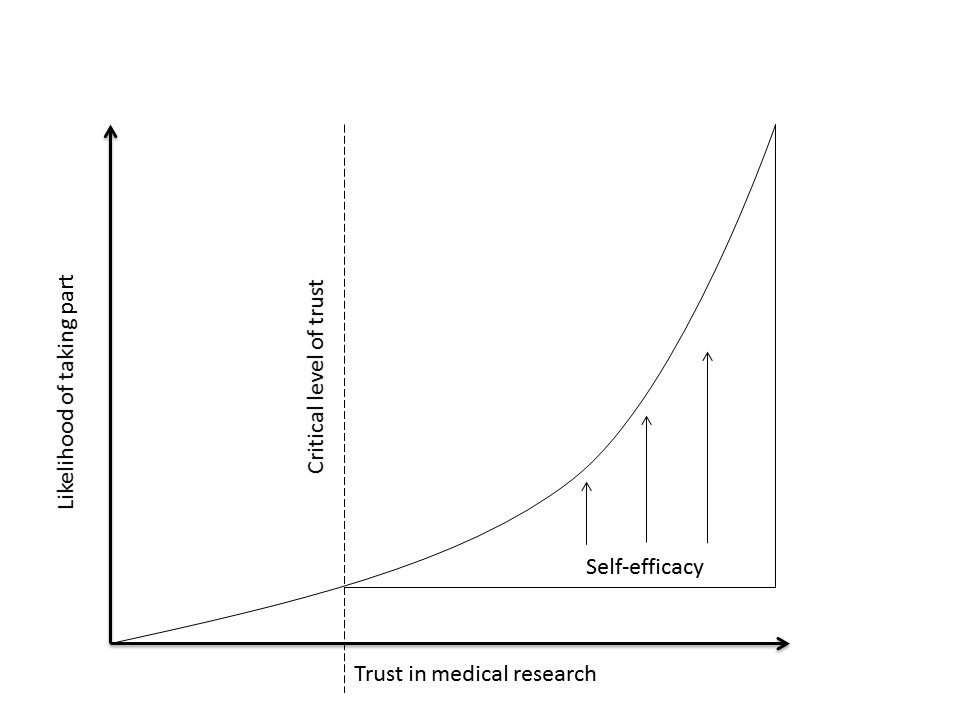 Likelihood of taking part
Critical level of trust
Self-efficacy
Trust in medical research